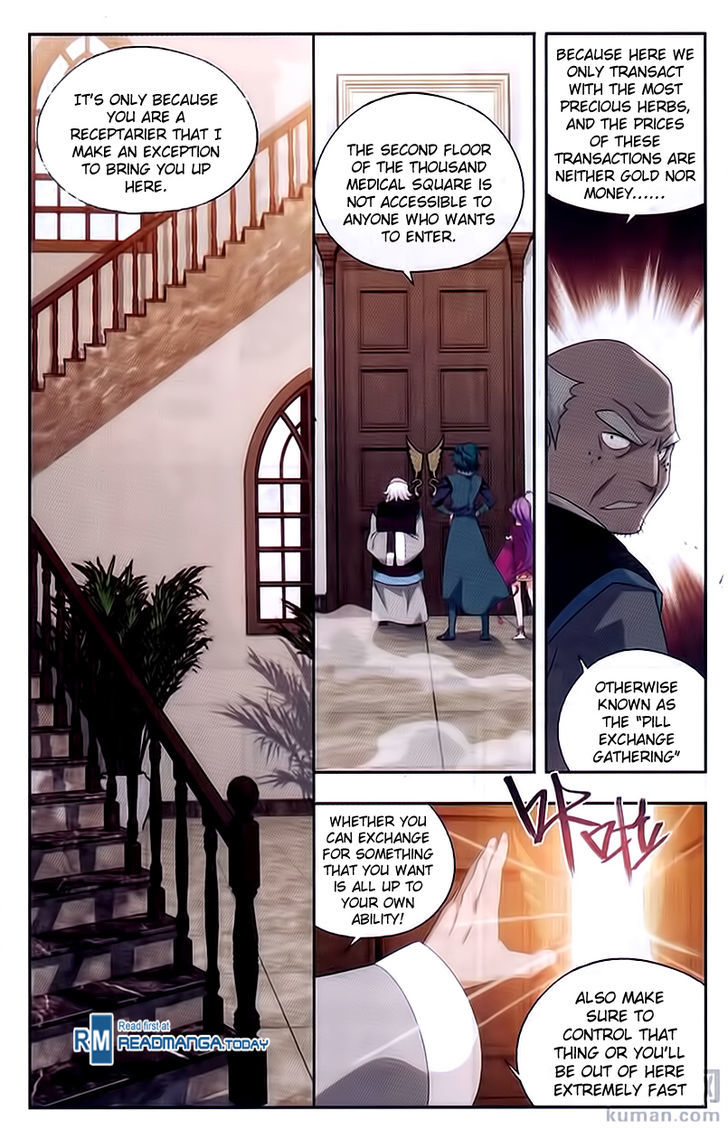 IT'S ONLY BECAUSE
YOU ARE A
RECEPTARIER THAT I
MAKE AN EXCEPTION
TO BRING YOU UP
HERE.
THE SECOND FLOOR
OF THE THOUSAND
MEDICAL SQUARE IS
NOT ACCESSIBLE TO
ANYONE WHO WANTS
TO ENTER.
BECAUSE HERE WE
ONLY TRANSACT
WITH THE MOST
PRECIOUS HERBS,
AND THE PRICES
OF THESE
TRANSACTIONS ARE
NEITHER GOLD NOR
MONEY......
OTHERWISE
KNOWN AS
THE "PILL
EXCHANGE
GATHERING"
WHETHER YOU
CAN EXCHANGE
FOR SOMETHING
THAT YOU WANT
IS ALL UP TO
YOUR OWN
ABILITY!
ALSO MAKE
SURE TO
CONTROL THAT
THING OR YOU'LL
BE OUT OF HERE
EXTREMELY FAST
RM
Read first at
READMANGA.TODAY
kuman.com